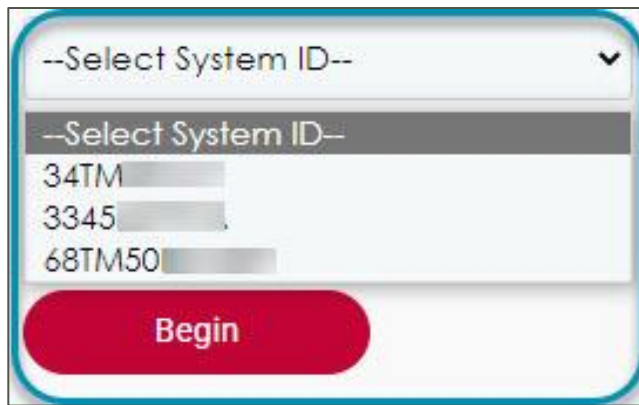 --Select System ID--
--Select System ID--
34TM
3345
68TM50
Begin